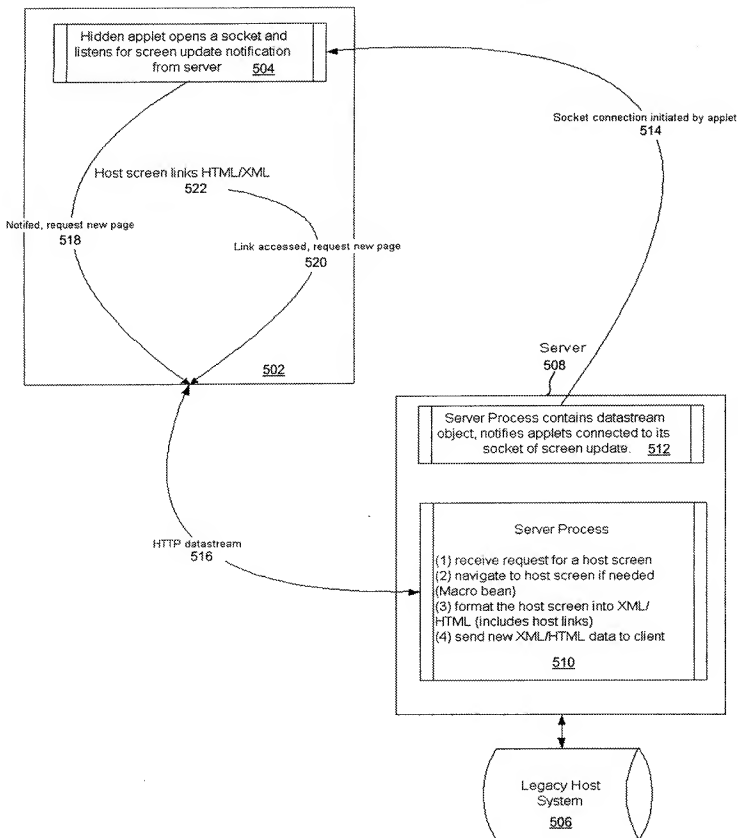 Hidden applet opens a socket and
listens for screen update notification
from server 504
Socket connection initiated by applet
514
Host screen links HTML/XML
522
Notifed, request new page
518
Link accessed, request new page
520
502
Server
508
Server Process contains datastream
object, notifies applets connected to its
socket of screen update. 512
HTTP datastream
516
Server Process
(1) receive request for a host screen
(2) navigate to host screen if needed
(Macro bean)
(3) format the host screen into XML/
HTML (includes host links)
(4) send new XML/HTML data to client
510
Legacy Host
System
506